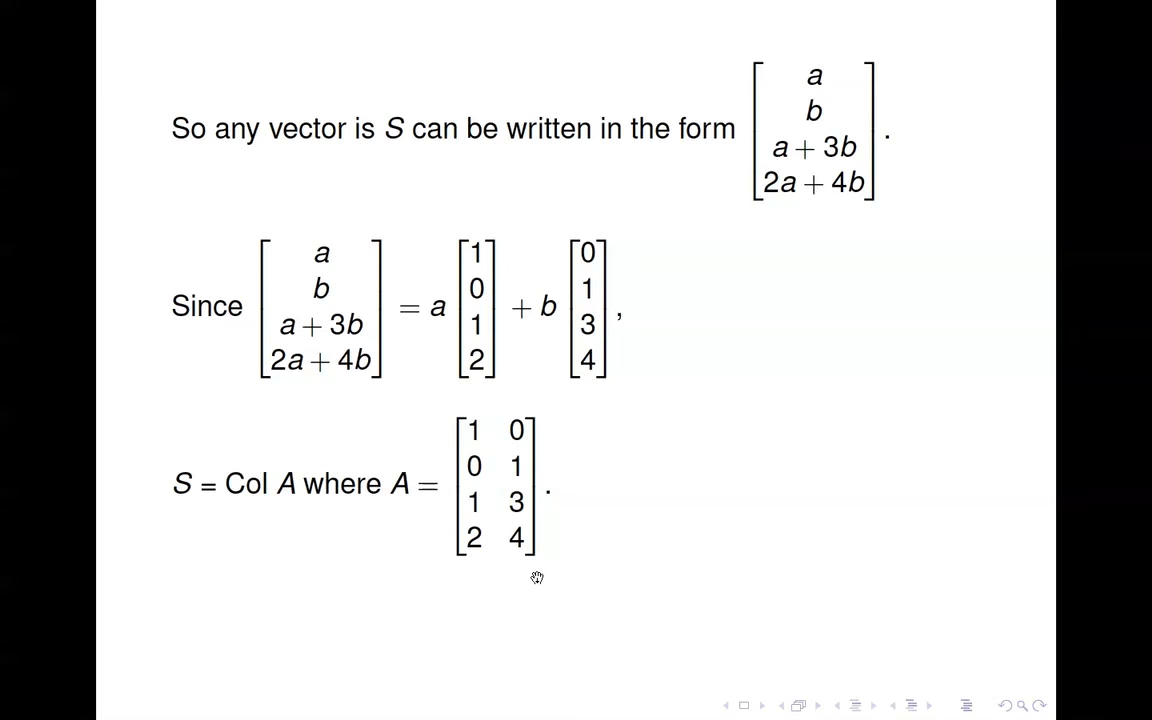 So any vector is S can be written in the form [a; b; a + 3b; 2a + 4b].
Since [a; b; a + 3b; 2a + 4b] = a [1; 0; 1; 2] + b [0; 1; 3; 4],
S = Col A where A = [1 0; 0 1; 1 3; 2 4].